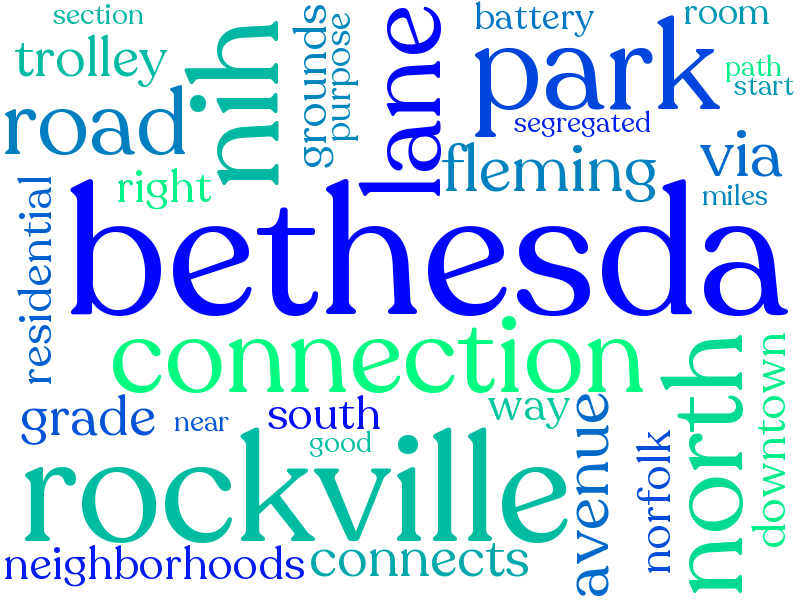 section
trolley
road
nih
grounds
purpose
lane
battery
room
park
path
start
segregated
fleming
via
miles
right
residential
bethesda
connection
grade
near
south
good
way
rockville
avenue
norfolk
north
downtown
neighborhoods
connects